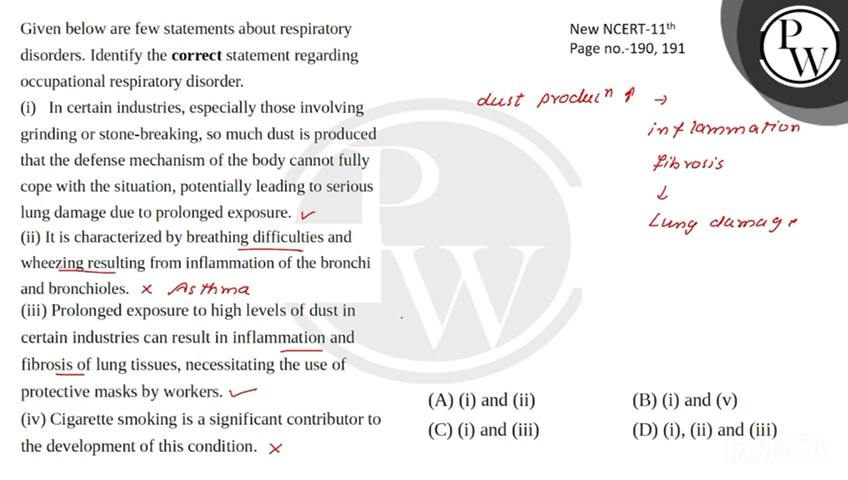 Given below are few statements about respiratory
disorders. Identify the correct statement regarding
occupational respiratory disorder.
(i) In certain industries, especially those involving
grinding or stone-breaking, so much dust is produced
that the defense mechanism of the body cannot fully
cope with the situation, potentially leading to serious
lung damage due to prolonged exposure. ✓
(ii) It is characterized by breathing difficulties and
wheezing resulting from inflammation of the bronchi
and bronchioles. × Asthma
(iii) Prolonged exposure to high levels of dust in
certain industries can result in inflammation and
fibrosis of lung tissues, necessitating the use of
protective masks by workers. ✓
(iv) Cigarette smoking is a significant contributor to
the development of this condition. ×
New NCERT-11th
Page no.-190, 191
dust producⁿ ↑ →
inflammation
fibrosis
↓
Lung damage
(A) (i) and (ii)
(B) (i) and (v)
(C) (i) and (iii)
(D) (i), (ii) and (iii)
P
W
P
W